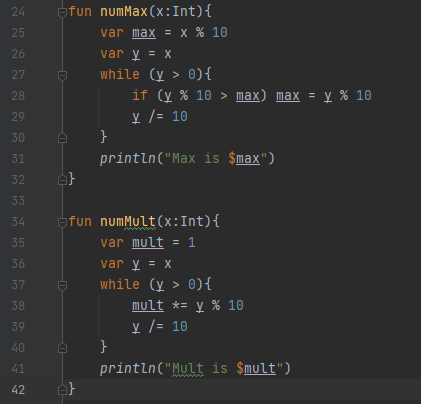 24 fun numMax(x:Int){
25     var max = x % 10
26     var y = x
27     while (y > 0){
28         if (y % 10 > max) max = y % 10
29         y /= 10
30     }
31     println("Max is $max")
32 }
33
34 fun numMult(x:Int){
35     var mult = 1
36     var y = x
37     while (y > 0){
38         mult *= y % 10
39         y /= 10
40     }
41     println("Mult is $mult")
42 }